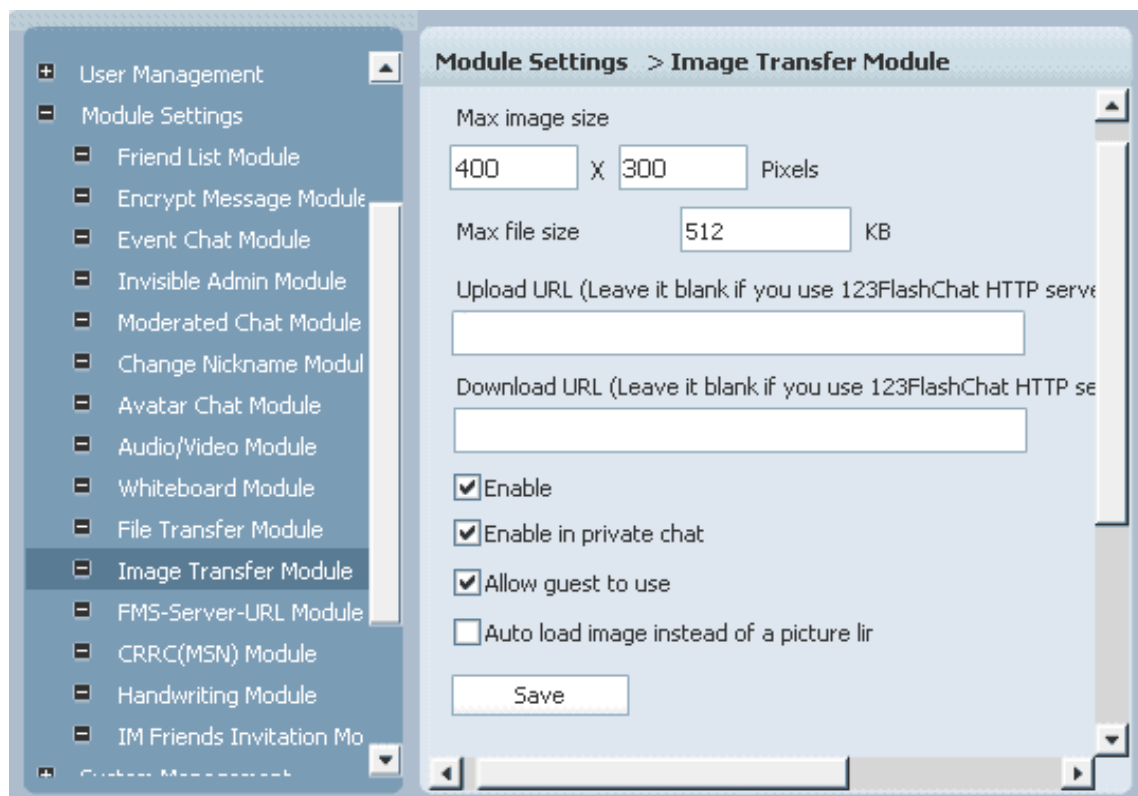 User Management
Module Settings
Friend List Module
Encrypt Message Module
Event Chat Module
Invisible Admin Module
Moderated Chat Module
Change Nickname Modul
Avatar Chat Module
Audio/Video Module
Whiteboard Module
File Transfer Module
Image Transfer Module
FMS-Server-URL Module
CRRC(MSN) Module
Handwriting Module
IM Friends Invitation Mo
System Management
Module Settings > Image Transfer Module
Max image size
400 X 300 Pixels
Max file size 512 KB
Upload URL (Leave it blank if you use 123FlashChat HTTP serve
Download URL (Leave it blank if you use 123FlashChat HTTP se
Enable
Enable in private chat
Allow guest to use
Auto load image instead of a picture lin
Save